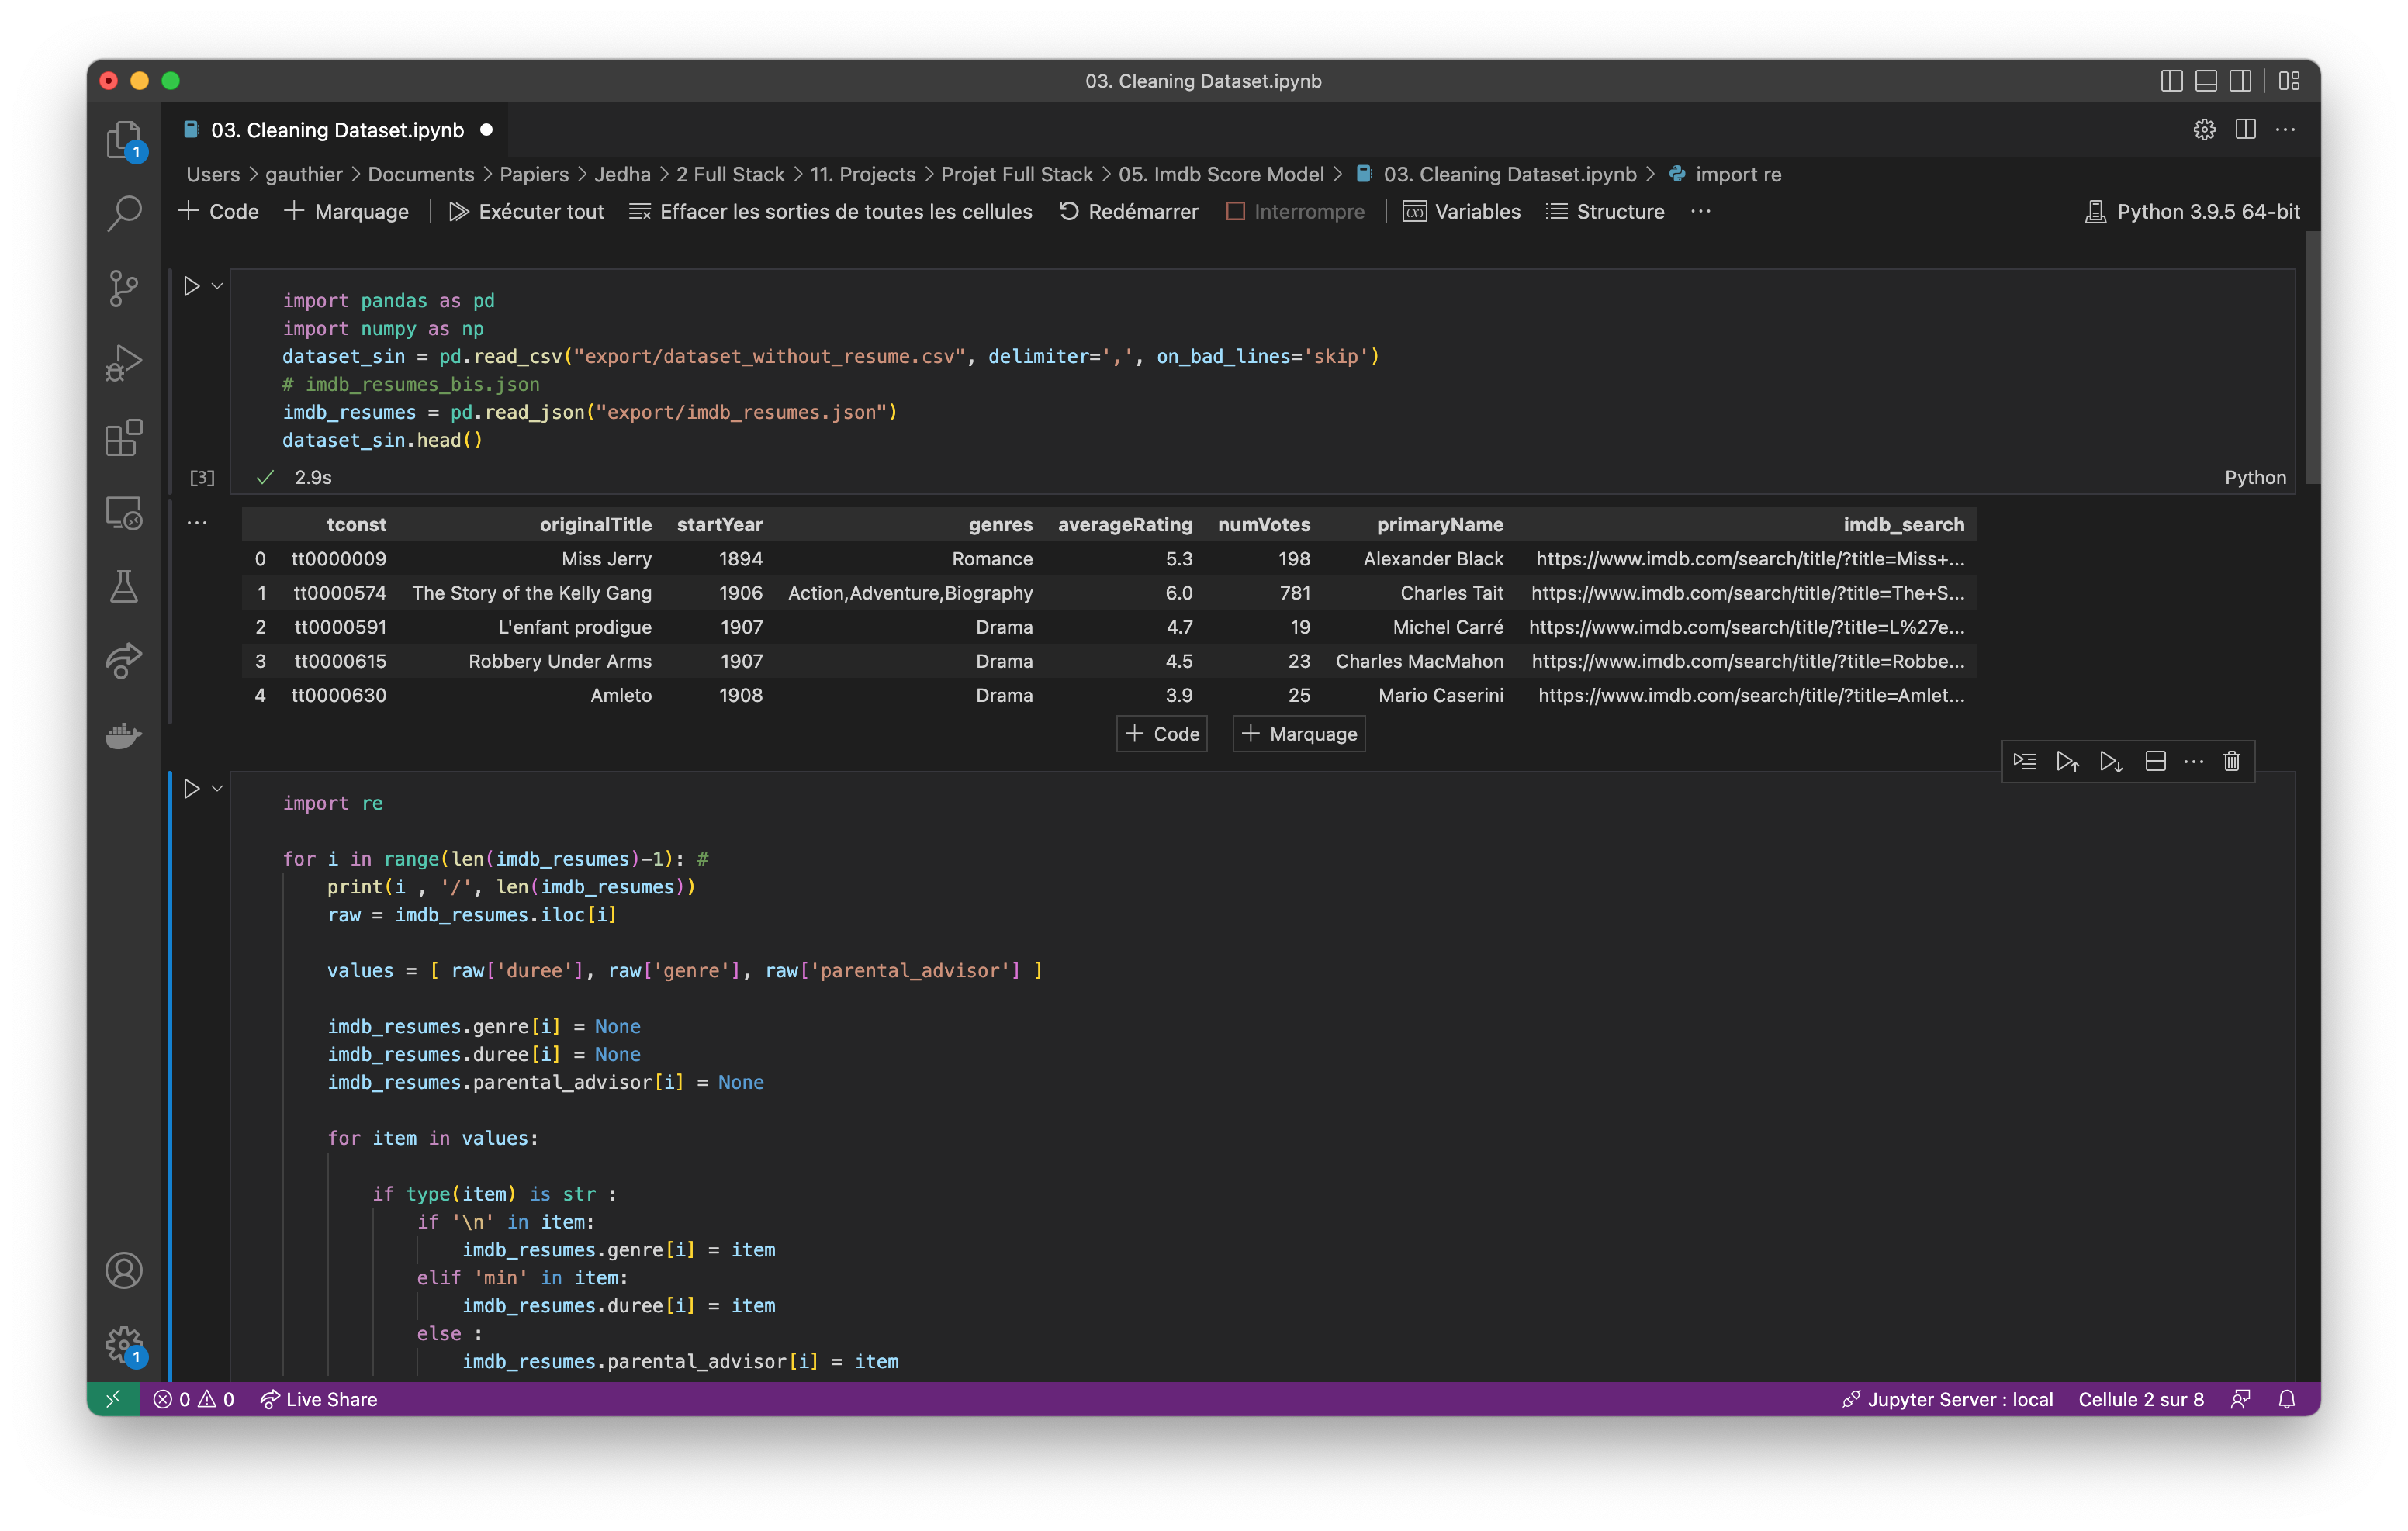 03. Cleaning Dataset.ipynb
03. Cleaning Dataset.ipynb
1
Users > gauthier > Documents > Papiers > Jedha > 2 Full Stack > 11. Projects > Projet Full Stack > 05. Imdb Score Model > 03. Cleaning Dataset.ipynb > import re
+ Code + Marquage | Exécuter tout Effacer les sorties de toutes les cellules Redémarrer Interrompre | Variables Structure ... Python 3.9.5 64-bit
import pandas as pd
import numpy as np
dataset_sin = pd.read_csv("export/dataset_without_resume.csv", delimiter=',', on_bad_lines='skip')
# imdb_resumes_bis.json
imdb_resumes = pd.read_json("export/imdb_resumes.json")
dataset_sin.head()
[3] ✓ 2.9s Python
... tconst originalTitle startYear genres averageRating numVotes primaryName imdb_search
0 tt0000009 Miss Jerry 1894 Romance 5.3 198 Alexander Black https://www.imdb.com/search/title/?title=Miss+...
1 tt0000574 The Story of the Kelly Gang 1906 Action,Adventure,Biography 6.0 781 Charles Tait https://www.imdb.com/search/title/?title=The+S...
2 tt0000591 L'enfant prodigue 1907 Drama 4.7 19 Michel Carré https://www.imdb.com/search/title/?title=L%27e...
3 tt0000615 Robbery Under Arms 1907 Drama 4.5 23 Charles MacMahon https://www.imdb.com/search/title/?title=Robbe...
4 tt0000630 Amleto 1908 Drama 3.9 25 Mario Caserini https://www.imdb.com/search/title/?title=Amlet...
+ Code + Marquage
import re
for i in range(len(imdb_resumes)-1): #
print(i , '/', len(imdb_resumes))
raw = imdb_resumes.iloc[i]
values = [ raw['duree'], raw['genre'], raw['parental_advisor'] ]
imdb_resumes.genre[i] = None
imdb_resumes.duree[i] = None
imdb_resumes.parental_advisor[i] = None
for item in values:
if type(item) is str :
if '\n' in item:
imdb_resumes.genre[i] = item
elif 'min' in item:
imdb_resumes.duree[i] = item
else :
imdb_resumes.parental_advisor[i] = item
1
0 0 Live Share Jupyter Server : local Cellule 2 sur 8